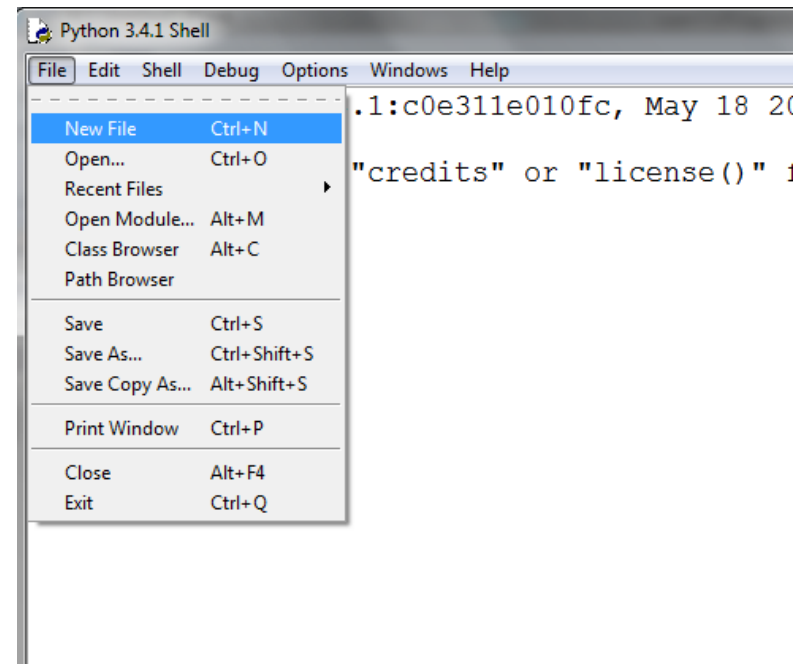 Python 3.4.1 Shell
File Edit Shell Debug Options Windows Help
.1:c0e311e010fc, May 18 20
New File Ctrl+N
Open... Ctrl+O
"credits" or "license()" f
Recent Files
Open Module... Alt+M
Class Browser Alt+C
Path Browser
Save Ctrl+S
Save As... Ctrl+Shift+S
Save Copy As... Alt+Shift+S
Print Window Ctrl+P
Close Alt+F4
Exit Ctrl+Q